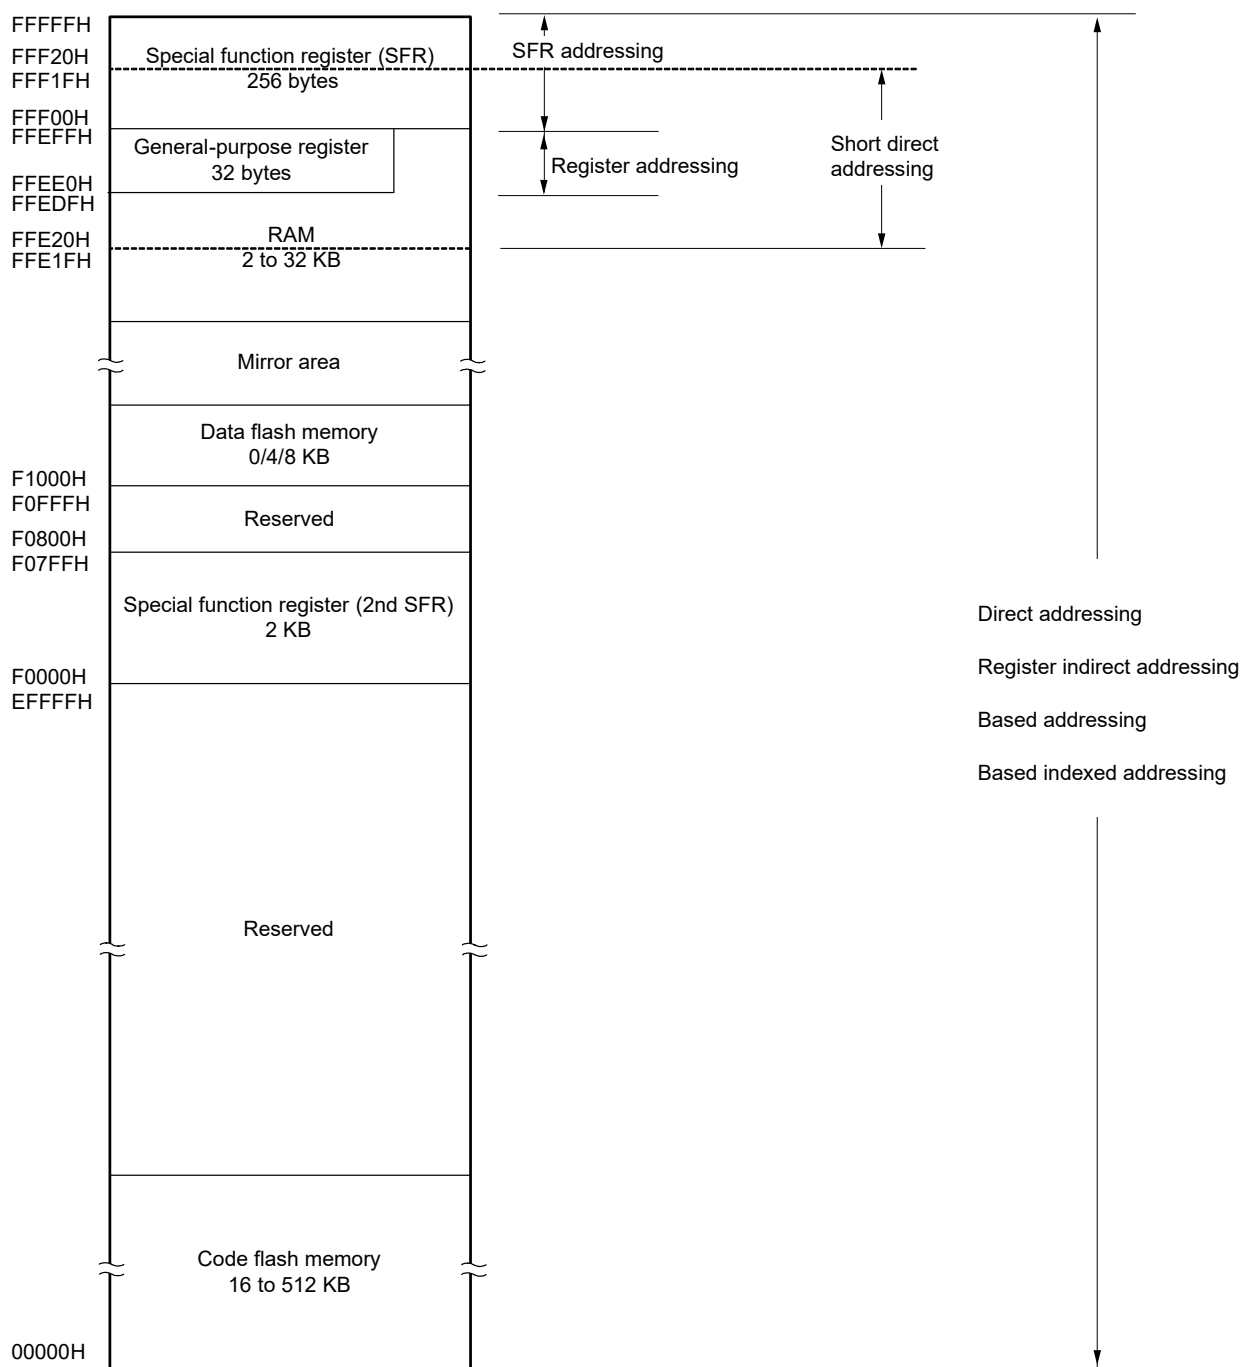 FFFFFH
FFF20H
FFF1FH
FFF00H
FFEFFH
FFEE0H
FFEDFH
FFE20H
FFE1FH
Special function register (SFR)
256 bytes
General-purpose register
32 bytes
RAM
2 to 32 KB
SFR addressing
Register addressing
Short direct
addressing
Mirror area
Data flash memory
0/4/8 KB
F1000H
F0FFFH
Reserved
F0800H
F07FFH
Special function register (2nd SFR)
2 KB
F0000H
EFFFFH
Direct addressing
Register indirect addressing
Based addressing
Based indexed addressing
Reserved
Code flash memory
16 to 512 KB
00000H